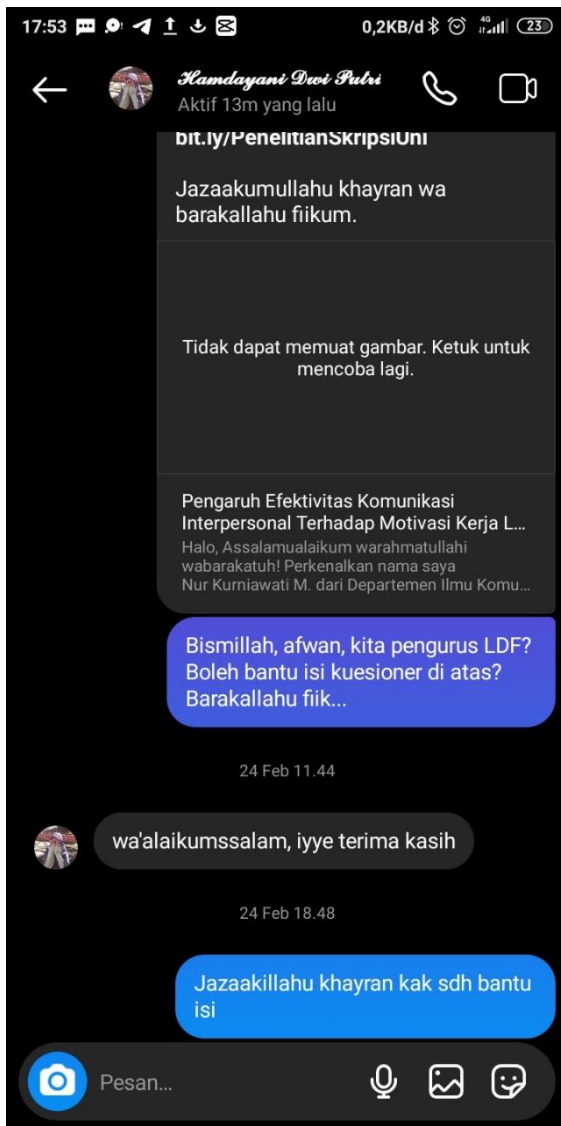 17:53
0,2KB/d
4G
23
Hamdayani Dwi Putri
Aktif 13m yang lalu
bit.ly/PenelitianSkripsiUni
Jazaakumullahu khayran wa
barakallahu fiikum.
Tidak dapat memuat gambar. Ketuk untuk
mencoba lagi.
Pengaruh Efektivitas Komunikasi
Interpersonal Terhadap Motivasi Kerja L...
Halo, Assalamualaikum warahmatullahi
wabarakatuh! Perkenalkan nama saya
Nur Kurniawati M. dari Departemen Ilmu Komu...
Bismillah, afwan, kita pengurus LDF?
Boleh bantu isi kuesioner di atas?
Barakallahu fiik...
24 Feb 11.44
wa'alaikumssalam, iyye terima kasih
24 Feb 18.48
Jazaakillahu khayran kak sdh bantu
isi
Pesan...